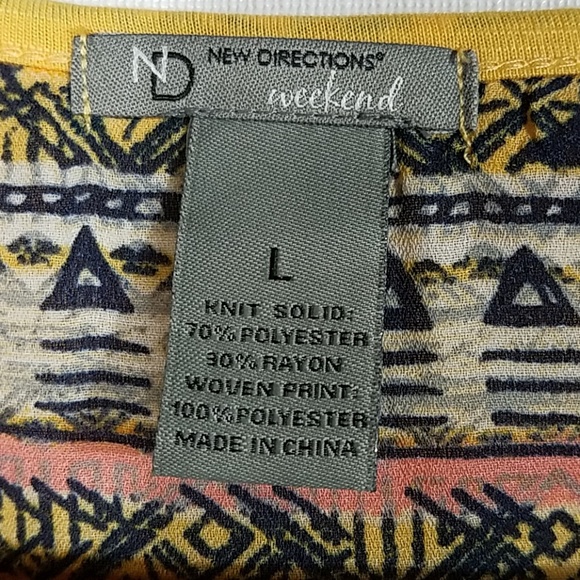 ND NEW DIRECTIONS®
weekend
L
KNIT SOLID:
70% POLYESTER
30% RAYON
WOVEN PRINT:
100% POLYESTER
MADE IN CHINA